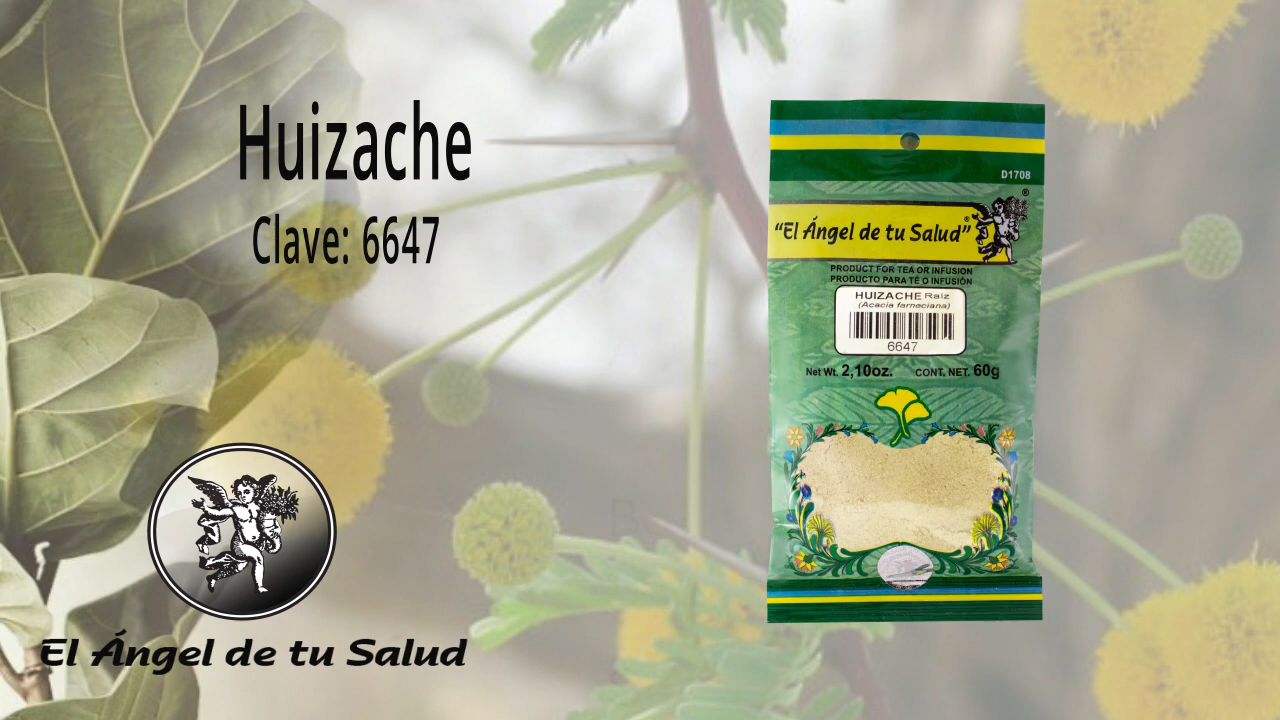 Huizache
Clave: 6647
El Ángel de tu Salud
D1708
®
"El Ángel de tu Salud"®
PRODUCT FOR TEA OR INFUSION
PRODUCTO PARA TÉ O INFUSIÓN
HUIZACHE Raíz
(Acacia farneciana)
6647
Net Wt. 2,10oz. CONT. NET. 60g